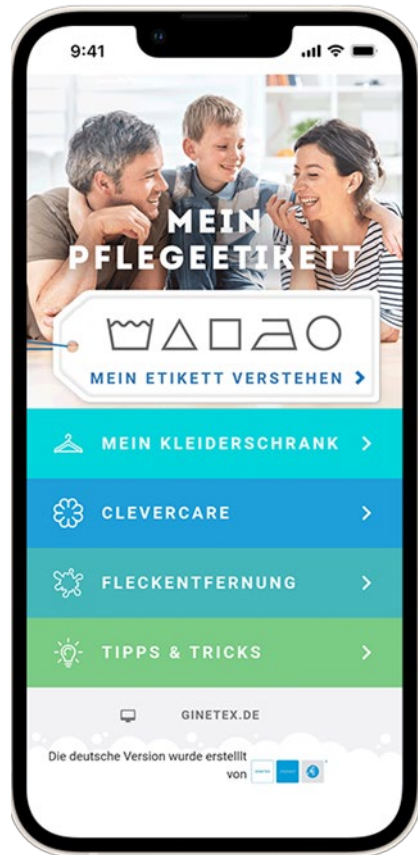 9:41
MEIN
PFLEGEETIKETT
MEIN ETIKETT VERSTEHEN
MEIN KLEIDERSCHRANK
CLEVERCARE
FLECKENTFERNUNG
TIPPS & TRICKS
GINETEX.DE
Die deutsche Version wurde erstelllt
von